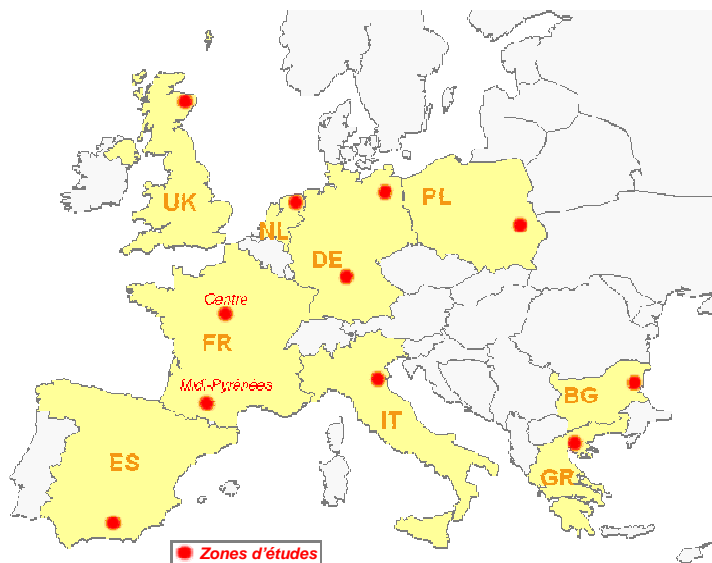 UK
PL
NL
DE
Centre
FR
Midi-Pyrénées
BG
IT
ES
GR
Zones d'études